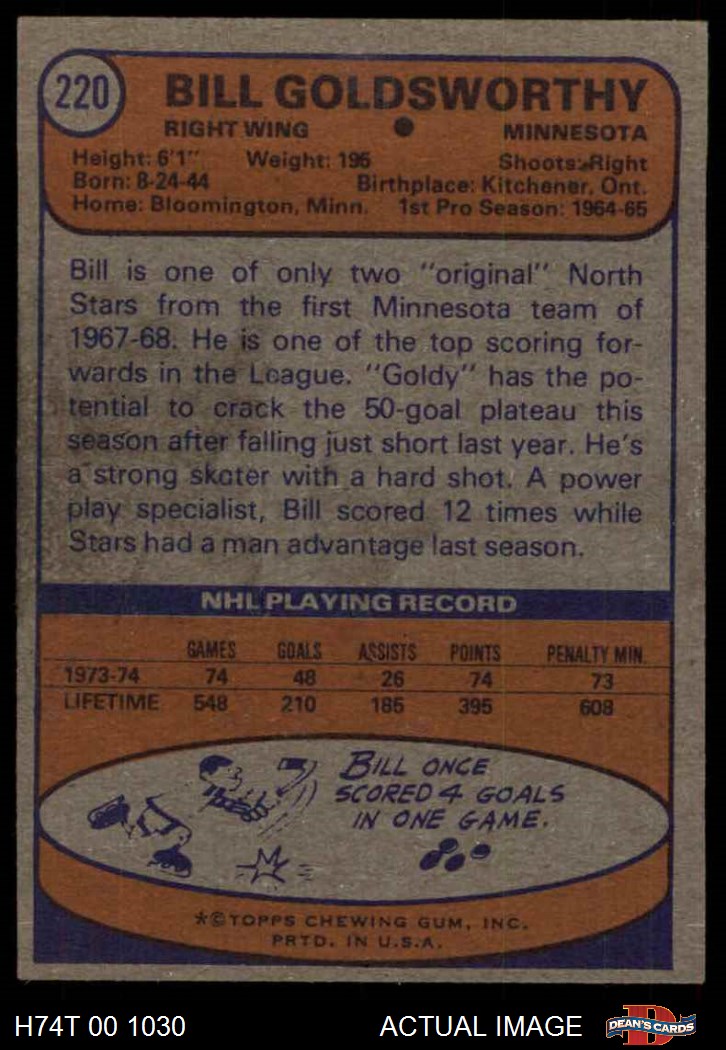 220
BILL GOLDSWORTHY
RIGHT WING ● MINNESOTA
Height: 6'1" Weight: 195 Shoots: Right
Born: 8-24-44 Birthplace: Kitchener, Ont.
Home: Bloomington, Minn. 1st Pro Season: 1964-65
Bill is one of only two "original" North
Stars from the first Minnesota team of
1967-68. He is one of the top scoring for-
wards in the League. "Goldy" has the po-
tential to crack the 50-goal plateau this
season after falling just short last year. He's
a strong skater with a hard shot. A power
play specialist, Bill scored 12 times while
Stars had a man advantage last season.
NHL PLAYING RECORD
GAMES GOALS ASSISTS POINTS PENALTY MIN.
1973-74 74 48 26 74 73
LIFETIME 548 210 185 395 608
BILL ONCE
SCORED 4 GOALS
IN ONE GAME.
*©TOPPS CHEWING GUM, INC.
PRTD. IN U.S.A.
H74T 00 1030 ACTUAL IMAGE
D
DEAN'S CARDS